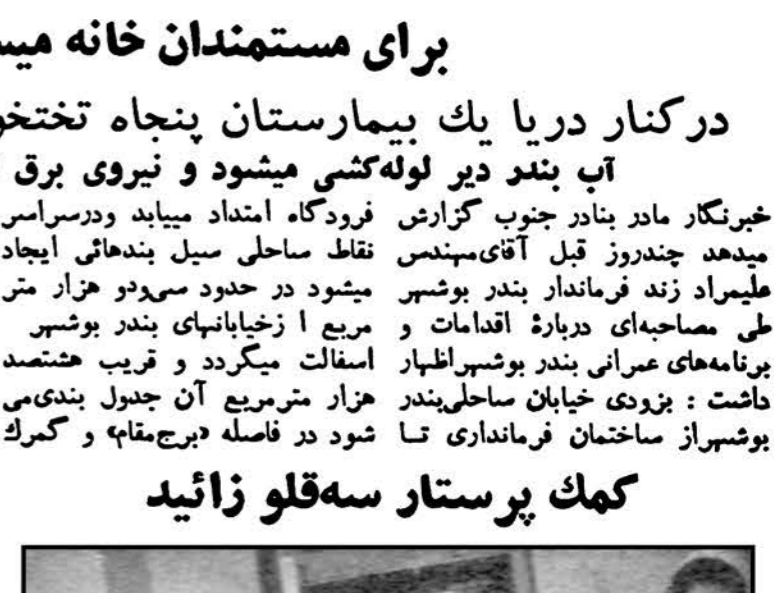 برای مستمندان خانه میس
درکنار دریا یك بیمارستان پنجاه تختخو
آب بندر دیر لوله‌کشی میشود و نیروی برق
خبرنگار مادر بنادر جنوب گزارش
میدهد چندروز قبل آقای‌مهندس
علیمراد زند فرماندار بندر بوشهر
طی مصاحبه‌ای دربارهٔ اقدامات و
برنامه‌های عمرانی بندر بوشهراظهار
داشت : بزودی خیابان ساحلی‌بندر
بوشهراز ساختمان فرمانداری تــا
فرودگاه امتداد مییابد ودرسراسر
نقاط ساحلی سیل بندهائی ایجاد
میشود در حدود سی‌ودو هزار متر
مربع ا زخیابانهای بندر بوشهر
اسفالت میگردد و قریب هشتصد
هزار مترمربع آن جدول بندی‌می
شود در فاصله «برج‌مقام» و گمرك
کمك پرستار سه‌قلو زائید